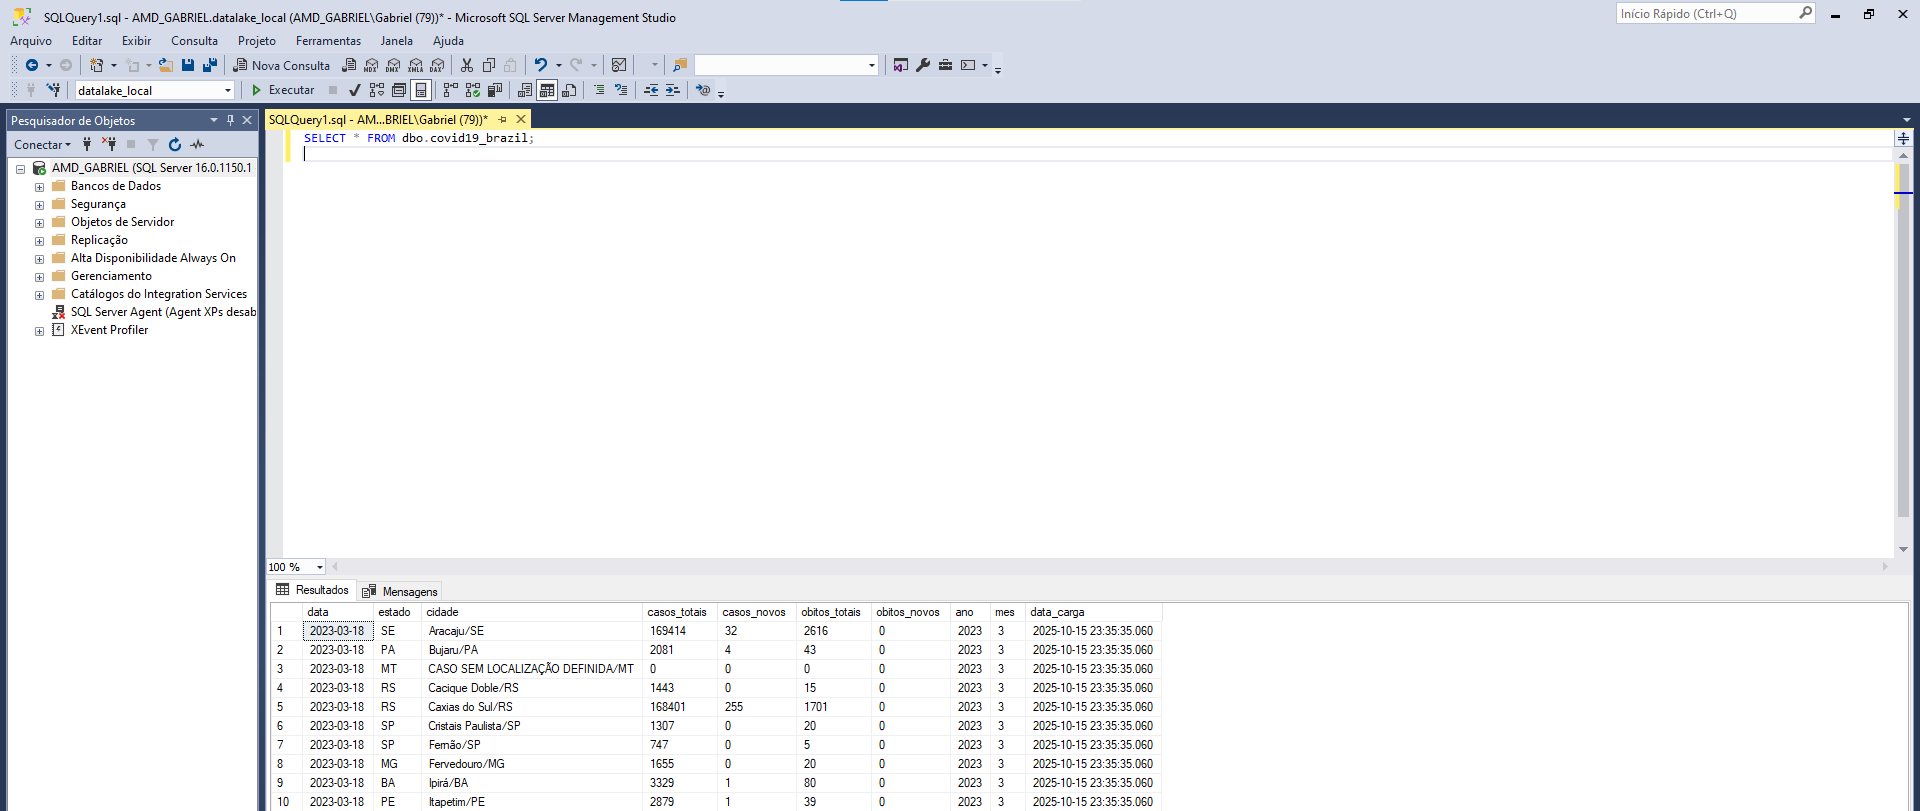 SQLQuery1.sql - AMD_GABRIEL.datalake_local (AMD_GABRIEL\Gabriel (79))* - Microsoft SQL Server Management Studio
Início Rápido (Ctrl+Q)
Arquivo Editar Exibir Consulta Projeto Ferramentas Janela Ajuda
Nova Consulta
MDX DMX XMLA DAX
datalake_local Executar
Pesquisador de Objetos
SQLQuery1.sql - AM...BRIEL\Gabriel (79))*
Conectar
AMD_GABRIEL (SQL Server 16.0.1150.1
Bancos de Dados
Segurança
Objetos de Servidor
Replicação
Alta Disponibilidade Always On
Gerenciamento
Catálogos do Integration Services
SQL Server Agent (Agent XPs desab
XEvent Profiler
SELECT * FROM dbo.covid19_brazil;
100 %
Resultados Mensagens
data estado cidade casos_totais casos_novos obitos_totais obitos_novos ano mes data_carga
1 2023-03-18 SE Aracaju/SE 169414 32 2616 0 2023 3 2025-10-15 23:35:35.060
2 2023-03-18 PA Bujaru/PA 2081 4 43 0 2023 3 2025-10-15 23:35:35.060
3 2023-03-18 MT CASO SEM LOCALIZAÇÃO DEFINIDA/MT 0 0 0 0 2023 3 2025-10-15 23:35:35.060
4 2023-03-18 RS Cacique Doble/RS 1443 0 15 0 2023 3 2025-10-15 23:35:35.060
5 2023-03-18 RS Caxias do Sul/RS 168401 255 1701 0 2023 3 2025-10-15 23:35:35.060
6 2023-03-18 SP Cristais Paulista/SP 1307 0 20 0 2023 3 2025-10-15 23:35:35.060
7 2023-03-18 SP Fernão/SP 747 0 5 0 2023 3 2025-10-15 23:35:35.060
8 2023-03-18 MG Fervedouro/MG 1655 0 20 0 2023 3 2025-10-15 23:35:35.060
9 2023-03-18 BA Ipirá/BA 3329 1 80 0 2023 3 2025-10-15 23:35:35.060
10 2023-03-18 PE Itapetim/PE 2879 1 39 0 2023 3 2025-10-15 23:35:35.060